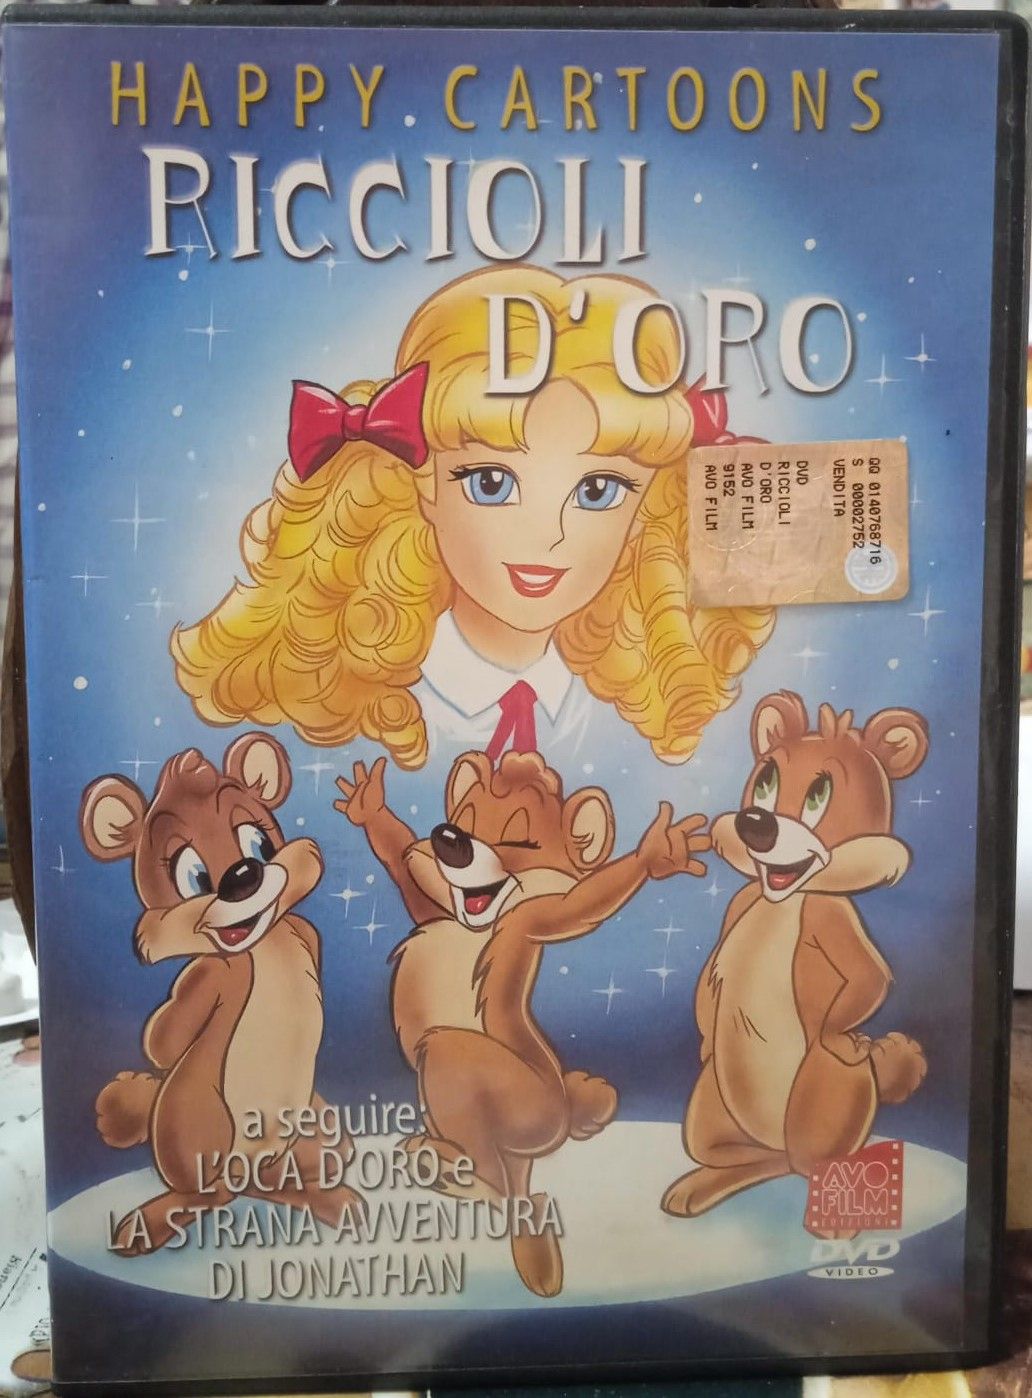 HAPPY CARTOONS
RICCIOLI
D'ORO
QQ 0140768716
S 00002752
VENDITA
DVD
RICCIOLI
D'ORO
AVO FILM
9152
AVO FILM
a seguire:
L'OCA D'ORO e
LA STRANA AVVENTURA
DI JONATHAN
AVO
FILM
EDIZIONI
DVD
VIDEO